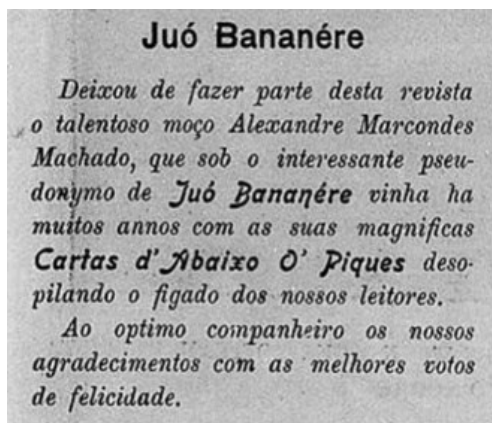 Juó Bananére
Deixou de fazer parte desta revista
o talentoso moço Alexandre Marcondes
Machado, que sob o interessante pseu-
donymo de Juó Bananére vinha ha
muitos annos com as suas magnificas
Cartas d'Abaixo O' Piques deso-
pilando o figado dos nossos leitores.
Ao optimo companheiro os nossos
agradecimentos com as melhores votos
de felicidade.